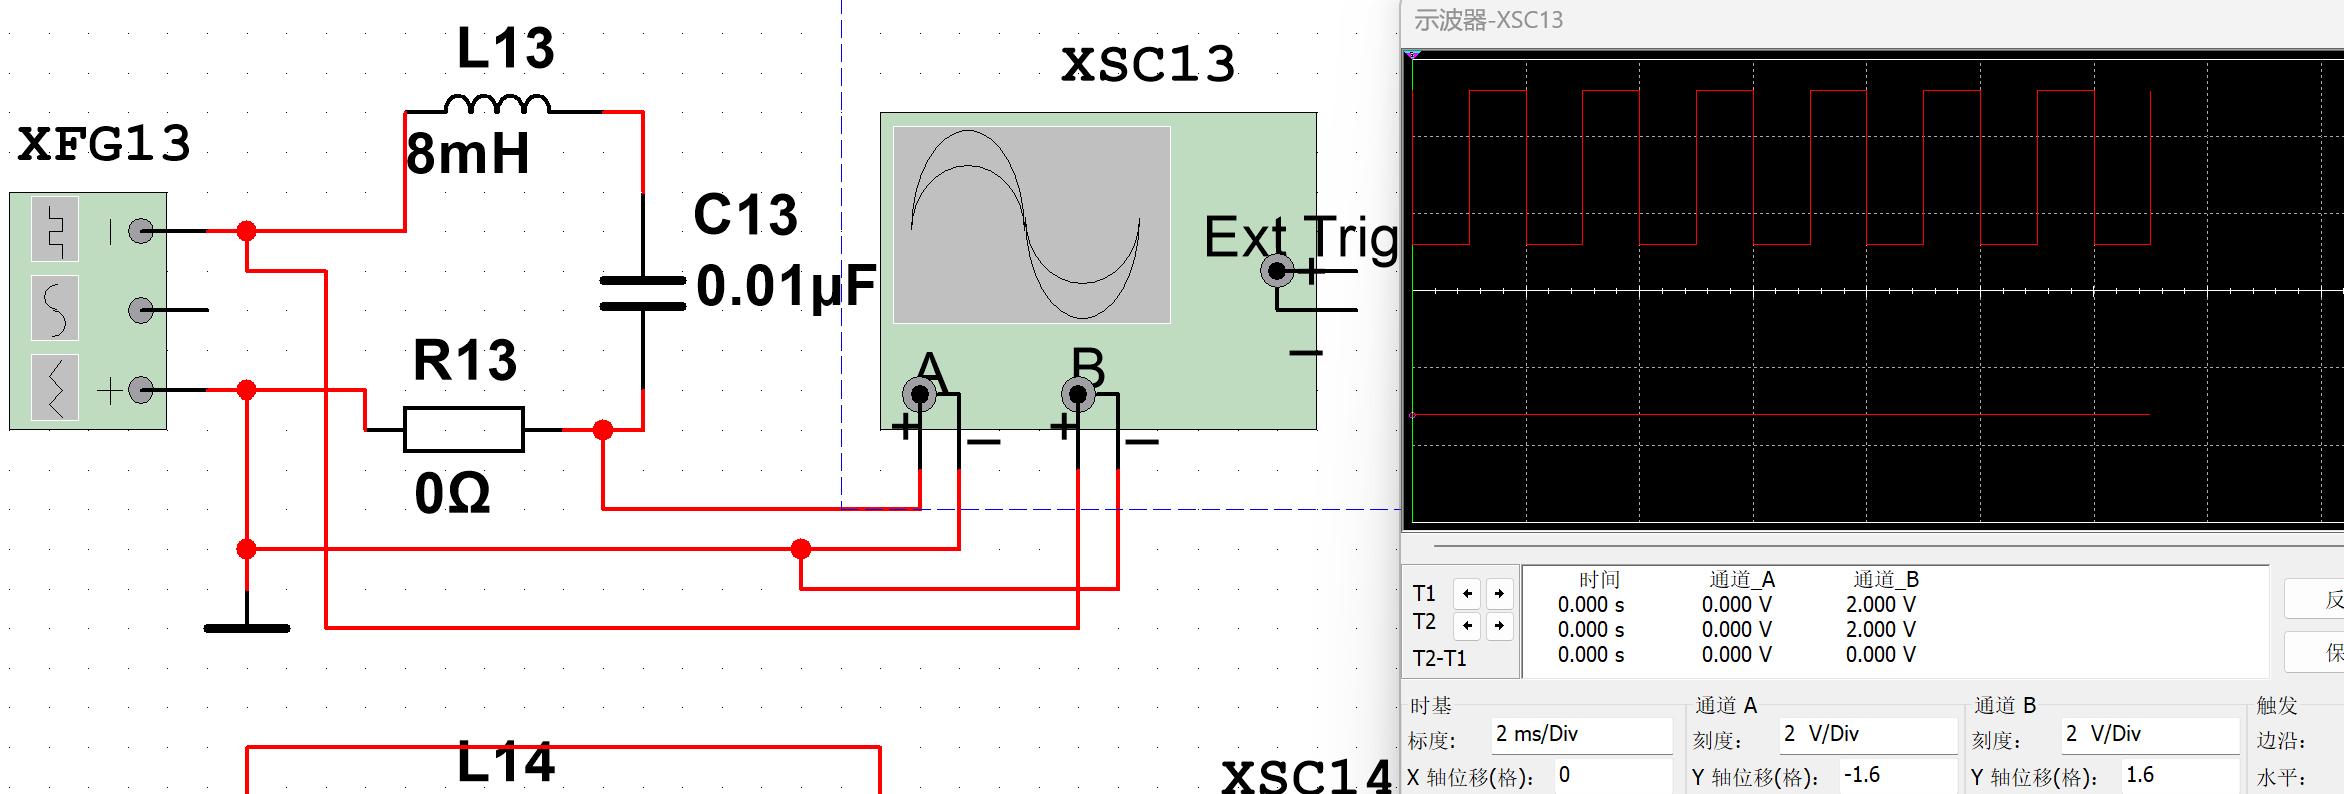 示波器-XSC13
L13
XSC13
XFG13
8mH
C13
Ext Trig
0.01µF
R13
A
B
0Ω
时间 通道_A 通道_B
T1 0.000 s 0.000 V 2.000 V
T2 0.000 s 0.000 V 2.000 V
T2-T1 0.000 s 0.000 V 0.000 V
时基 通道 A 通道 B 触发
标度: 2 ms/Div 刻度: 2 V/Div 刻度: 2 V/Div 边沿:
X 轴位移(格): 0 Y 轴位移(格): -1.6 Y 轴位移(格): 1.6 水平:
L14
XSC14